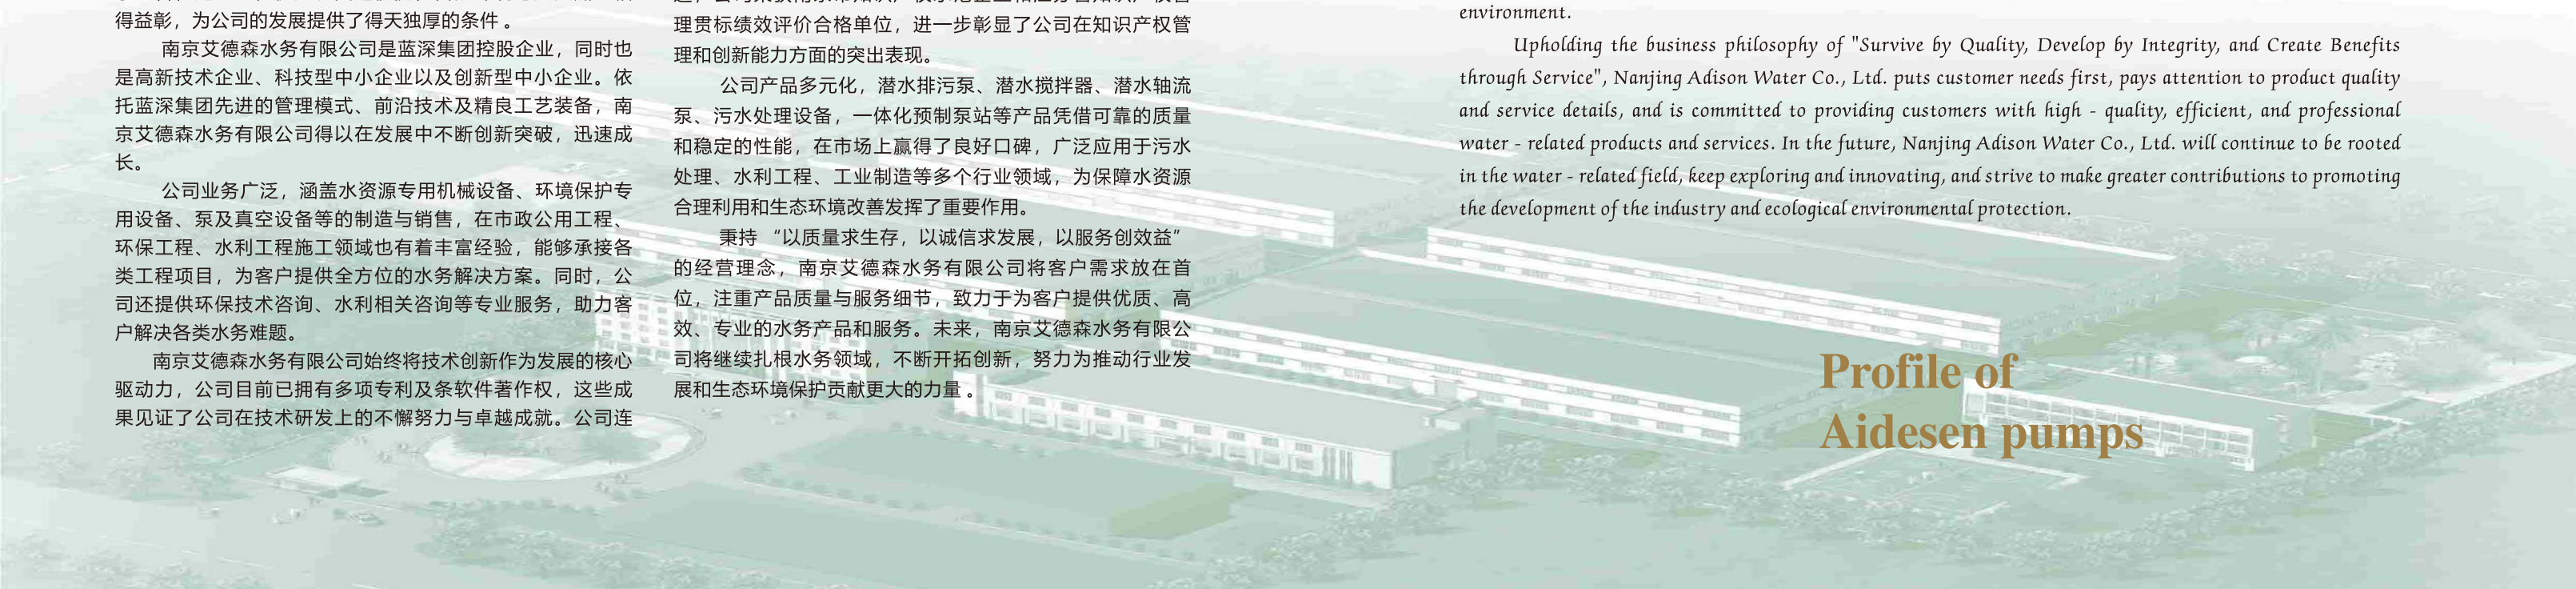 得益彰，为公司的发展提供了得天独厚的条件 。
南京艾德森水务有限公司是蓝深集团控股企业，同时也
是高新技术企业、科技型中小企业以及创新型中小企业。依
托蓝深集团先进的管理模式、前沿技术及精良工艺装备，南
京艾德森水务有限公司得以在发展中不断创新突破，迅速成
长。
公司业务广泛，涵盖水资源专用机械设备、环境保护专
用设备、泵及真空设备等的制造与销售，在市政公用工程、
环保工程、水利工程施工领域也有着丰富经验，能够承接各
类工程项目，为客户提供全方位的水务解决方案。同时，公
司还提供环保技术咨询、水利相关咨询等专业服务，助力客
户解决各类水务难题。
南京艾德森水务有限公司始终将技术创新作为发展的核心
驱动力，公司目前已拥有多项专利及条软件著作权，这些成
果见证了公司在技术研发上的不懈努力与卓越成就。公司连
理贯标绩效评价合格单位，进一步彰显了公司在知识产权管
理和创新能力方面的突出表现。
公司产品多元化，潜水排污泵、潜水搅拌器、潜水轴流
泵、污水处理设备，一体化预制泵站等产品凭借可靠的质量
和稳定的性能，在市场上赢得了良好口碑，广泛应用于污水
处理、水利工程、工业制造等多个行业领域，为保障水资源
合理利用和生态环境改善发挥了重要作用。
秉持 “以质量求生存，以诚信求发展，以服务创效益”
的经营理念，南京艾德森水务有限公司将客户需求放在首
位，注重产品质量与服务细节，致力于为客户提供优质、高
效、专业的水务产品和服务。未来，南京艾德森水务有限公
司将继续扎根水务领域，不断开拓创新，努力为推动行业发
展和生态环境保护贡献更大的力量 。
environment.
Upholding the business philosophy of "Survive by Quality, Develop by Integrity, and Create Benefits
through Service", Nanjing Adison Water Co., Ltd. puts customer needs first, pays attention to product quality
and service details, and is committed to providing customers with high - quality, efficient, and professional
water - related products and services. In the future, Nanjing Adison Water Co., Ltd. will continue to be rooted
in the water - related field, keep exploring and innovating, and strive to make greater contributions to promoting
the development of the industry and ecological environmental protection.
Profile of
Aidesen pumps